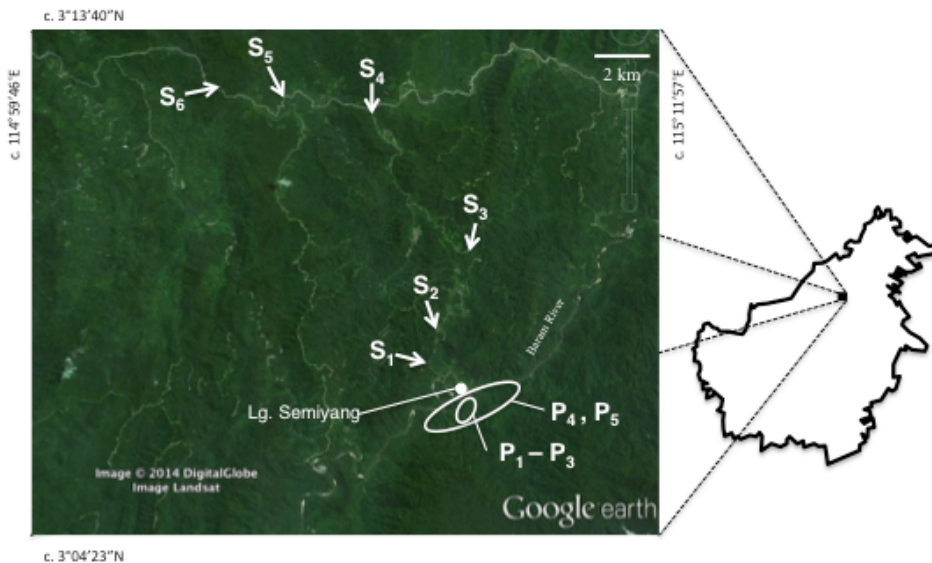 c. 3°13'40"N
c. 114°59'46"E
c. 115°11'57"E
2 km
S5
S4
S6
S3
S2
Baram River
S1
Lg. Semiyang
P4 , P5
P1 – P3
Image © 2014 DigitalGlobe
Image Landsat
Google earth
c. 3°04'23"N